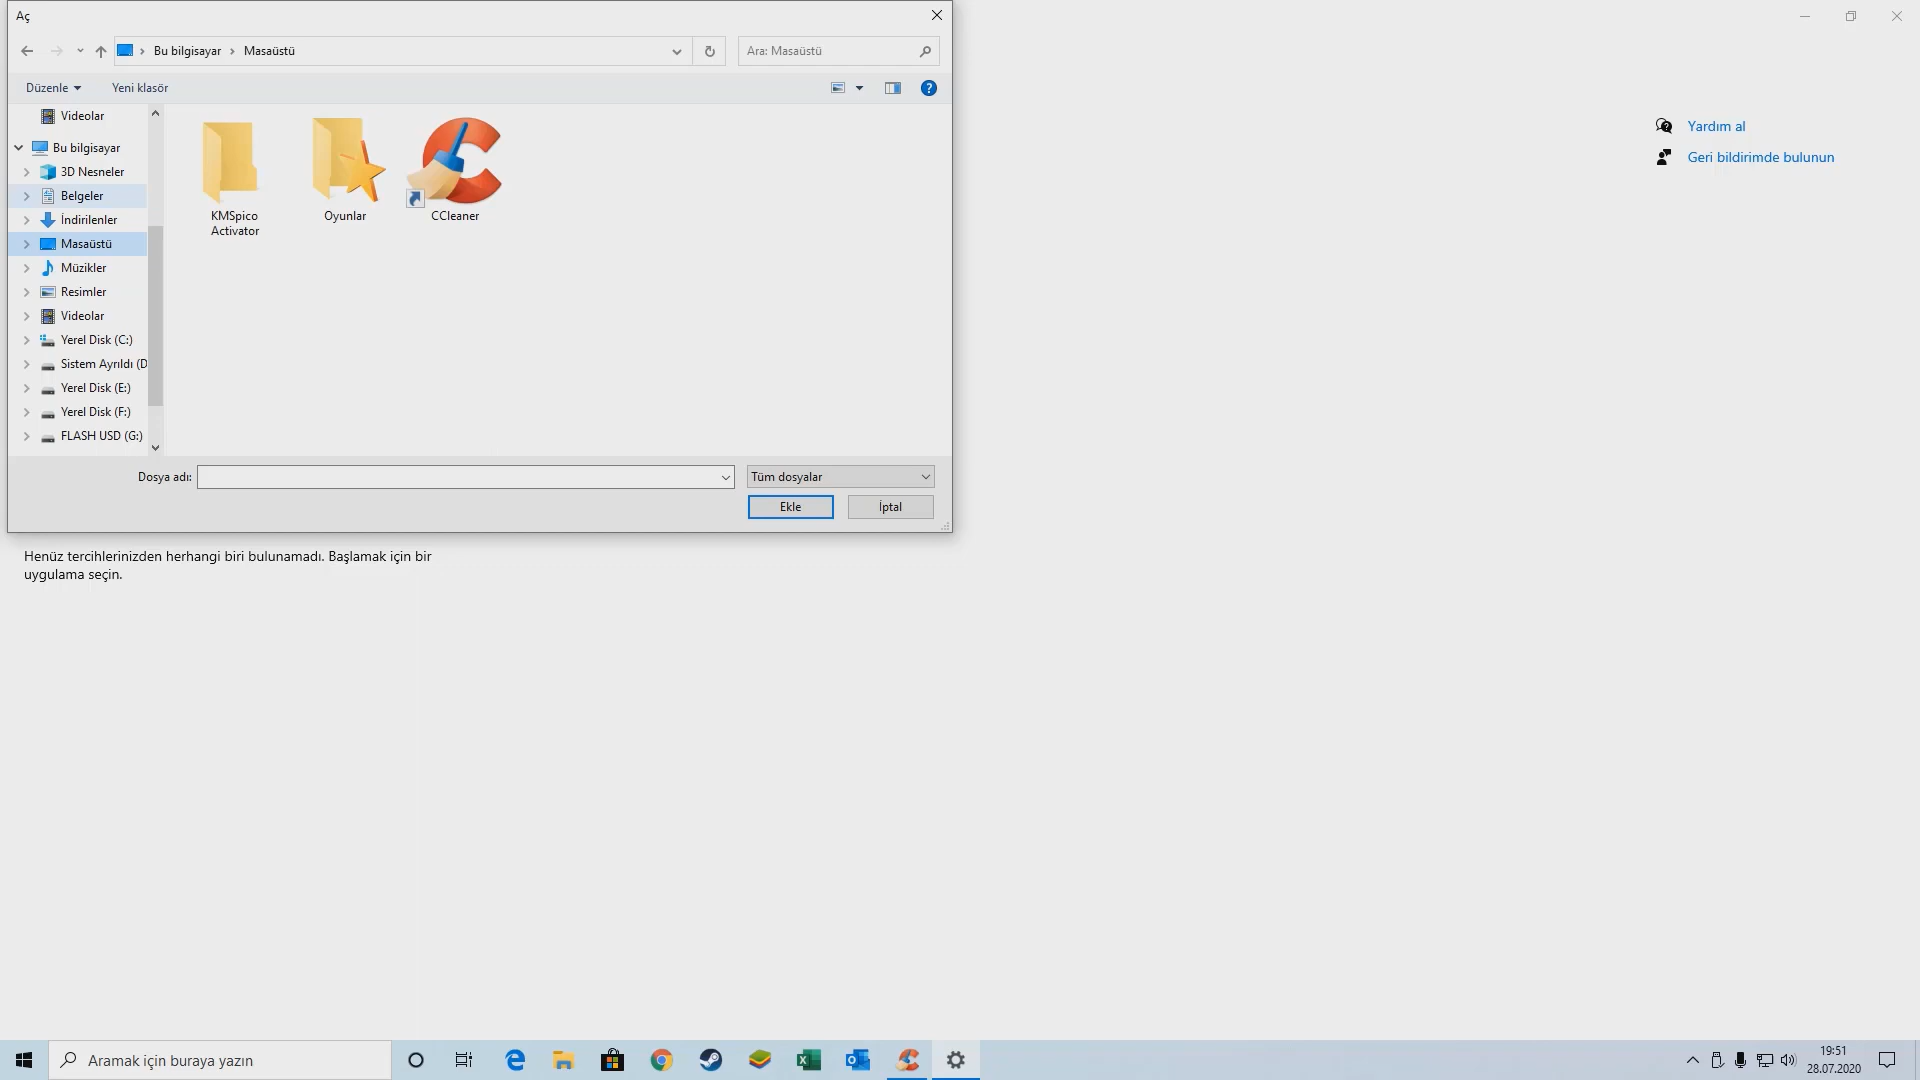 Aç
Bu bilgisayar
Masaüstü
Ara: Masaüstü
Düzenle
Yeni klasör
Videolar
Bu bilgisayar
3D Nesneler
Belgeler
İndirilenler
Masaüstü
Müzikler
Resimler
Videolar
Yerel Disk (C:)
Sistem Ayrıldı (D
Yerel Disk (E:)
Yerel Disk (F:)
FLASH USD (G:)
KMSpico
Activator
Oyunlar
CCleaner
Dosya adı:
Tüm dosyalar
Ekle
İptal
Yardım al
Geri bildirimde bulunun
Henüz tercihlerinizden herhangi biri bulunamadı. Başlamak için bir
uygulama seçin.
Aramak için buraya yazın
19:51
28.07.2020